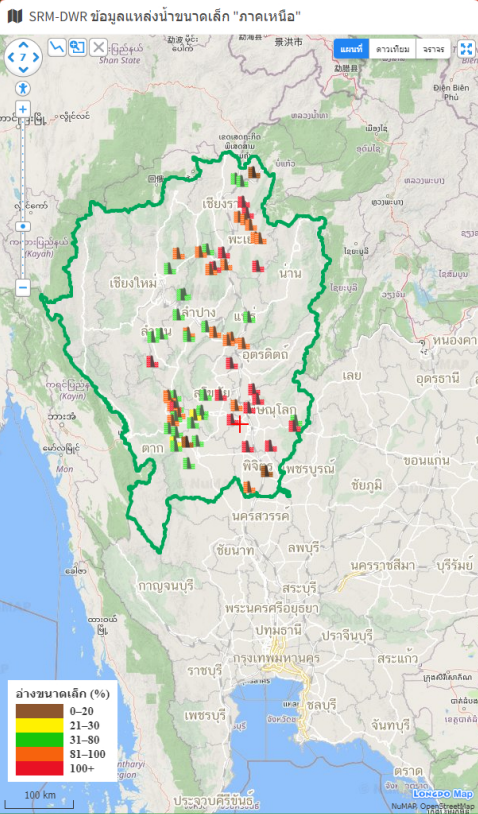 SRM-DWR ข้อมูลแหล่งน้ำขนาดเล็ก "ภาคเหนือ"
แผนที่ ดาวเทียม จราจร
7
Shan State
Điện Biên
Phủ
景洪市
เชียงรา
(Kayah)
พะเย
น่าน
เชียงใหม่
ลำปาง
แพร่
อุตรดิตถ์
เลย
อุดรธานี
หนองคา
สุโขทัย
ตาก
Mon
พิจิตร
เพชรบูรณ์
ขอนแก่น
ชัยภูมิ
นครสวรรค์
ชัยนาท
ลพบุรี
นครราชสีมา
บุรีรัมย์
กาญจนบุรี
สระบุรี
พระนครศรีอยุธยา
ปทุมธานี
ปราจีนบุรี
กรุงเทพมหานคร
สระแก้ว
ราชบุรี
ชลบุรี
เพชรบุรี
จันทบุรี
ตราด
ประจวบคีรีขันธ์
อ่างขนาดเล็ก (%)
0–20
21–30
31–80
81–100
100+
100 km
LONGDO Map
NuMAP, OpenStreetMap